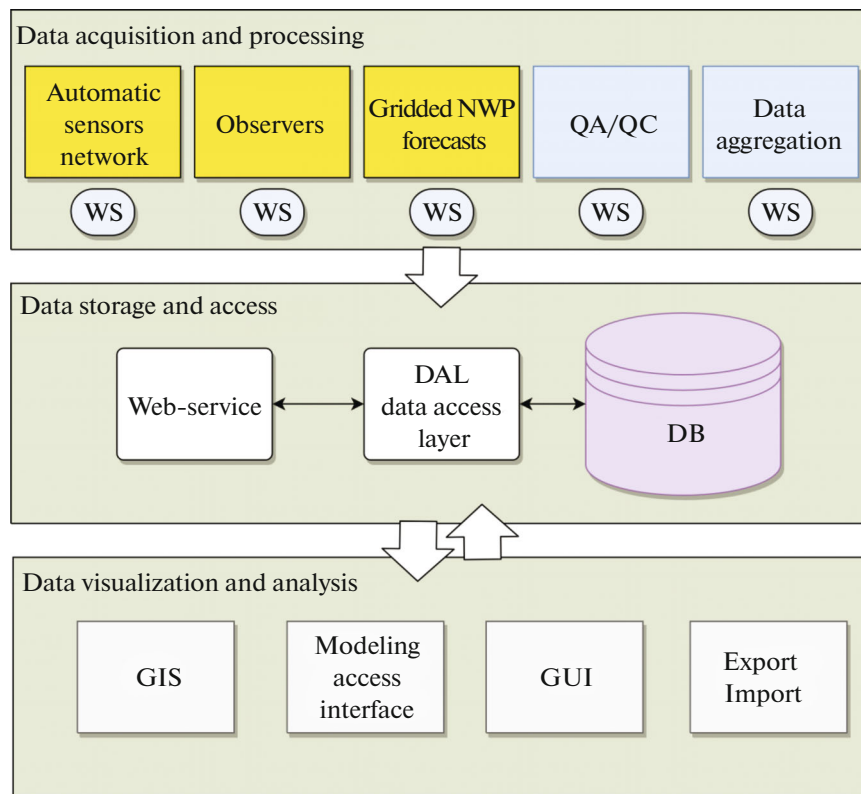 Data acquisition and processing
Automatic
sensors
network
Observers
Gridded NWP
forecasts
QA/QC
Data
aggregation
WS
WS
WS
WS
WS
Data storage and access
Web-service
DAL
data access
layer
DB
Data visualization and analysis
GIS
Modeling
access
interface
GUI
Export
Import